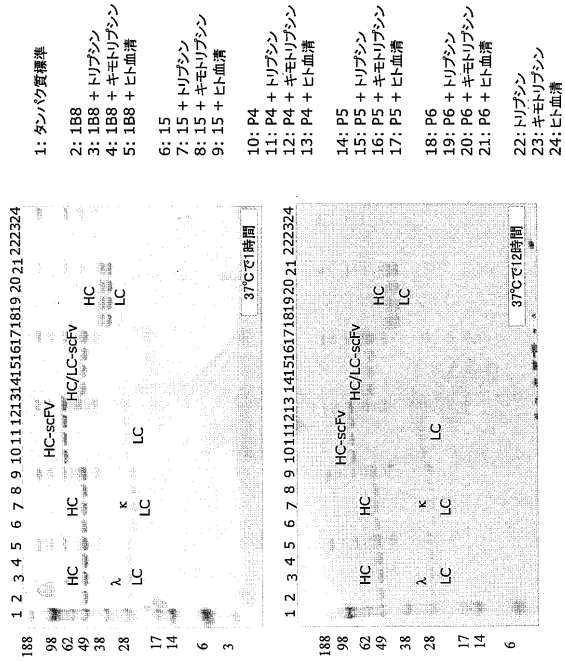 1 2 3 4 5 6 7 8 9 10 11 12 13 14 15 16 17 18 19 20 21 22 23 24
188
98
62
49
38
28
17
14
6
3
HC
λ
LC
HC
κ
LC
HC-scFV
LC
HC/LC-scFv
HC
LC
37℃で1時間
1 2 3 4 5 6 7 8 9 10 11 12 13 14 15 16 17 18 19 20 21 22 23 24
188
98
62
49
38
28
17
14
6
HC
λ
LC
HC
κ
LC
HC-scFv
LC
HC/LC-scFv
HC
LC
37℃で12時間
1: タンパク質標準
2: 1B8
3: 1B8 + トリプシン
4: 1B8 + キモトリプシン
5: 1B8 + ヒト血清
6: 15
7: 15 + トリプシン
8: 15 + キモトリプシン
9: 15 + ヒト血清
10: P4
11: P4 + トリプシン
12: P4 + キモトリプシン
13: P4 + ヒト血清
14: P5
15: P5 + トリプシン
16: P5 + キモトリプシン
17: P5 + ヒト血清
18: P6
19: P6 + トリプシン
20: P6 + キモトリプシン
21: P6 + ヒト血清
22: トリプシン
23: キモトリプシン
24: ヒト血清